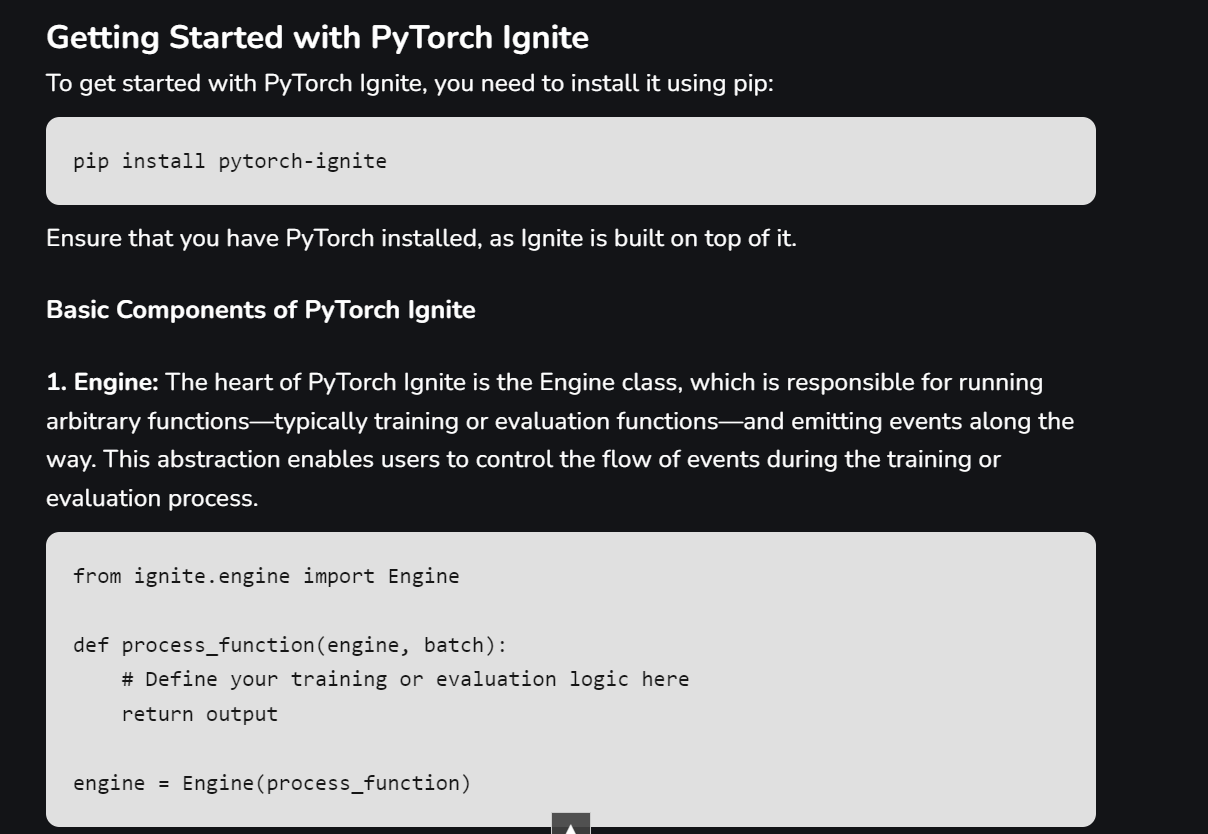 Getting Started with PyTorch Ignite
To get started with PyTorch Ignite, you need to install it using pip:
pip install pytorch-ignite
Ensure that you have PyTorch installed, as Ignite is built on top of it.
Basic Components of PyTorch Ignite
1. Engine: The heart of PyTorch Ignite is the Engine class, which is responsible for running
arbitrary functions—typically training or evaluation functions—and emitting events along the
way. This abstraction enables users to control the flow of events during the training or
evaluation process.
from ignite.engine import Engine
def process_function(engine, batch):
    # Define your training or evaluation logic here
    return output
engine = Engine(process_function)